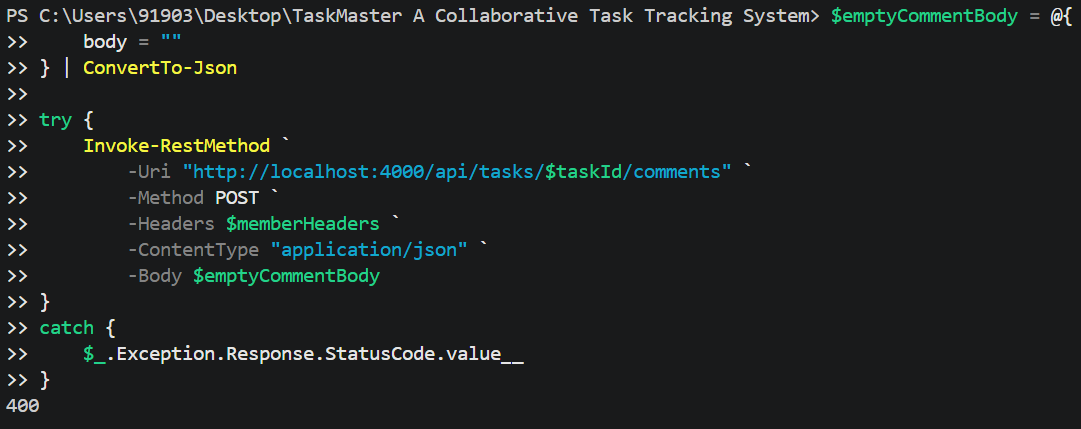 PS C:\Users\91903\Desktop\TaskMaster A Collaborative Task Tracking System> $emptyCommentBody = @{
>>     body = ""
>> } | ConvertTo-Json
>>
>> try {
>>     Invoke-RestMethod `
>>         -Uri "http://localhost:4000/api/tasks/$taskId/comments" `
>>         -Method POST `
>>         -Headers $memberHeaders `
>>         -ContentType "application/json" `
>>         -Body $emptyCommentBody
>> }
>> catch {
>>     $_.Exception.Response.StatusCode.value__
>> }
400